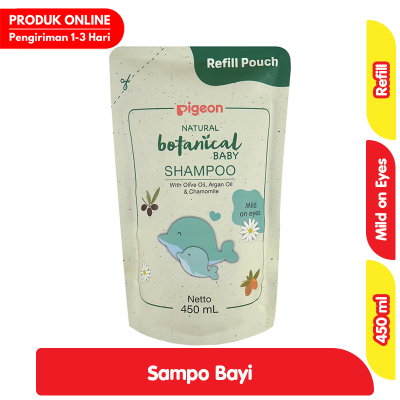 PRODUK ONLINE
Pengiriman 1-3 Hari
Refill Pouch
pigeon
NATURAL
botanical
BABY
SHAMPOO
With Olive Oil, Argan Oil
& Chamomile
Mild
on eyes
Netto
450 mL
Refill
Mild on Eyes
450 ml
Sampo Bayi